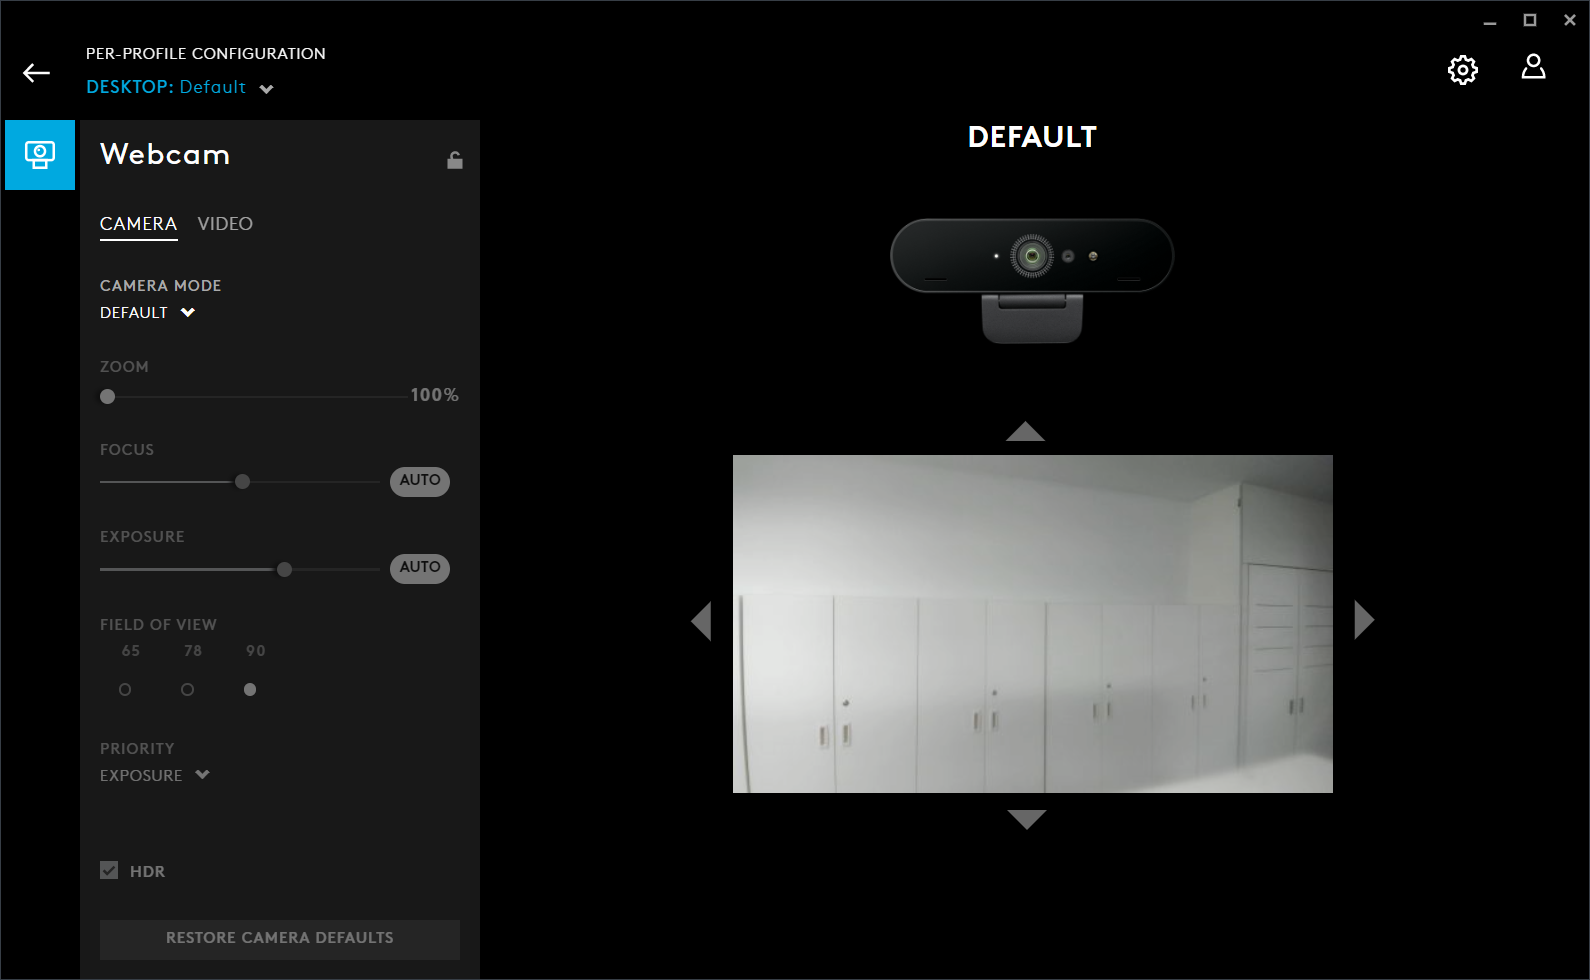 PER-PROFILE CONFIGURATION
DESKTOP: Default
Webcam
CAMERA VIDEO
CAMERA MODE
DEFAULT
ZOOM
100%
FOCUS
AUTO
EXPOSURE
AUTO
FIELD OF VIEW
65 78 90
PRIORITY
EXPOSURE
HDR
RESTORE CAMERA DEFAULTS
DEFAULT